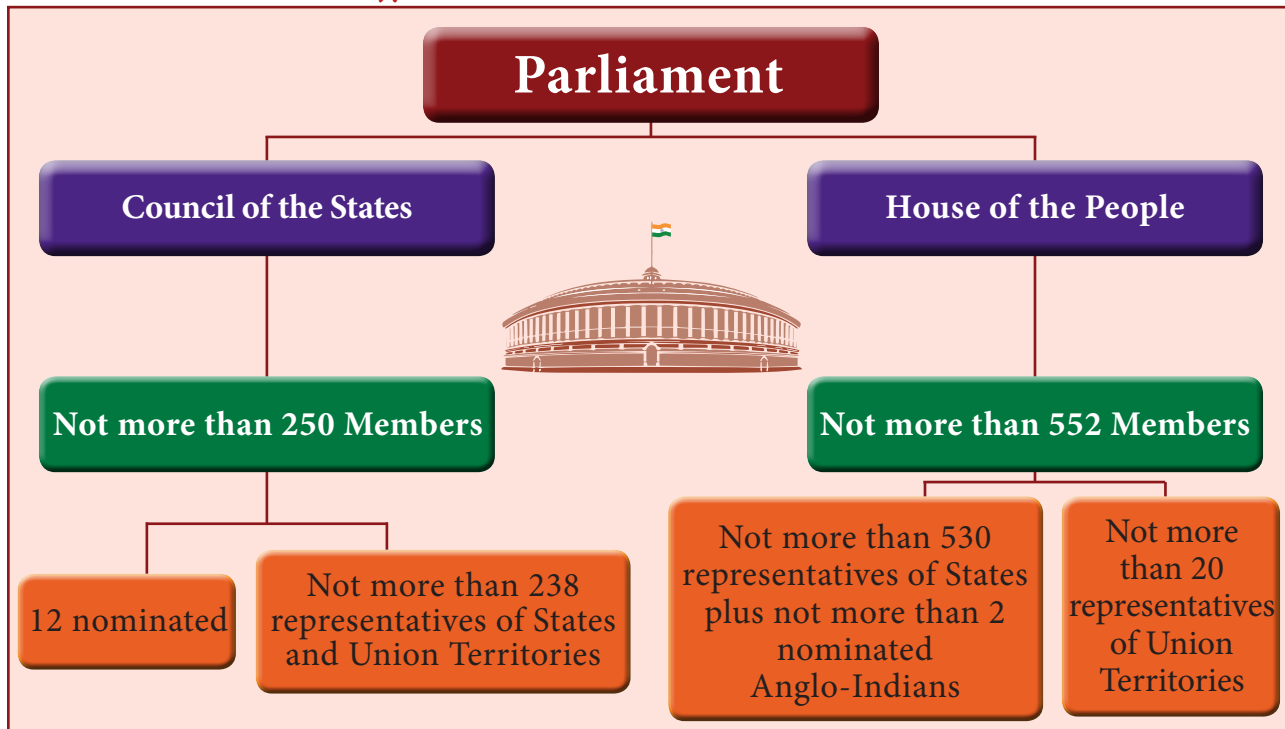 Parliament
Council of the States
House of the People
Not more than 250 Members
Not more than 552 Members
12 nominated
Not more than 238
representatives of States
and Union Territories
Not more than 530
representatives of States
plus not more than 2
nominated
Anglo-Indians
Not more
than 20
representatives
of Union
Territories